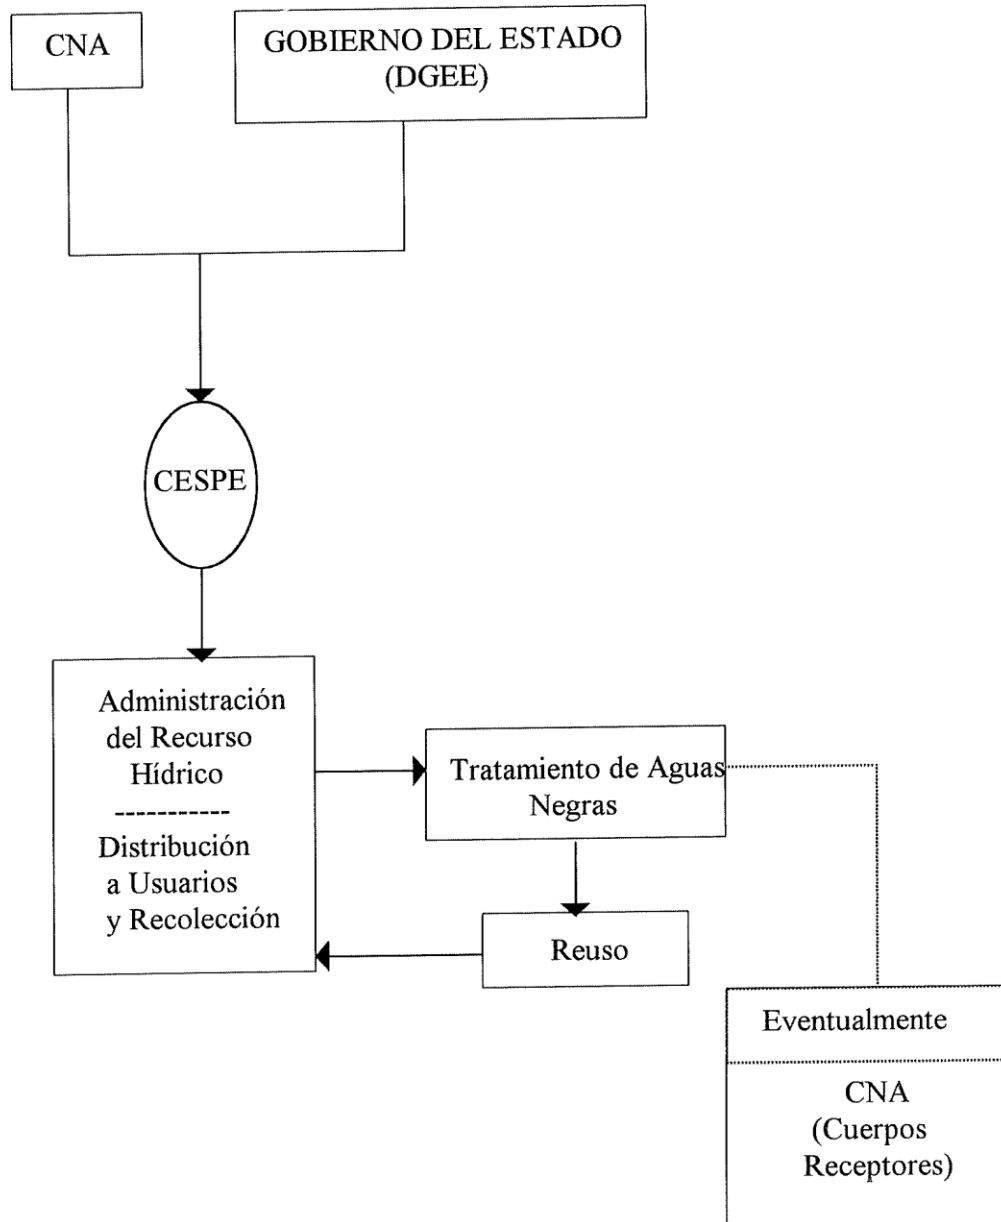 CNA
GOBIERNO DEL ESTADO
(DGEE)
CESPE
Administración
del Recurso
Hídrico
-----------
Distribución
a Usuarios
y Recolección
Tratamiento de Aguas
Negras
Reuso
Eventualmente
CNA
(Cuerpos
Receptores)